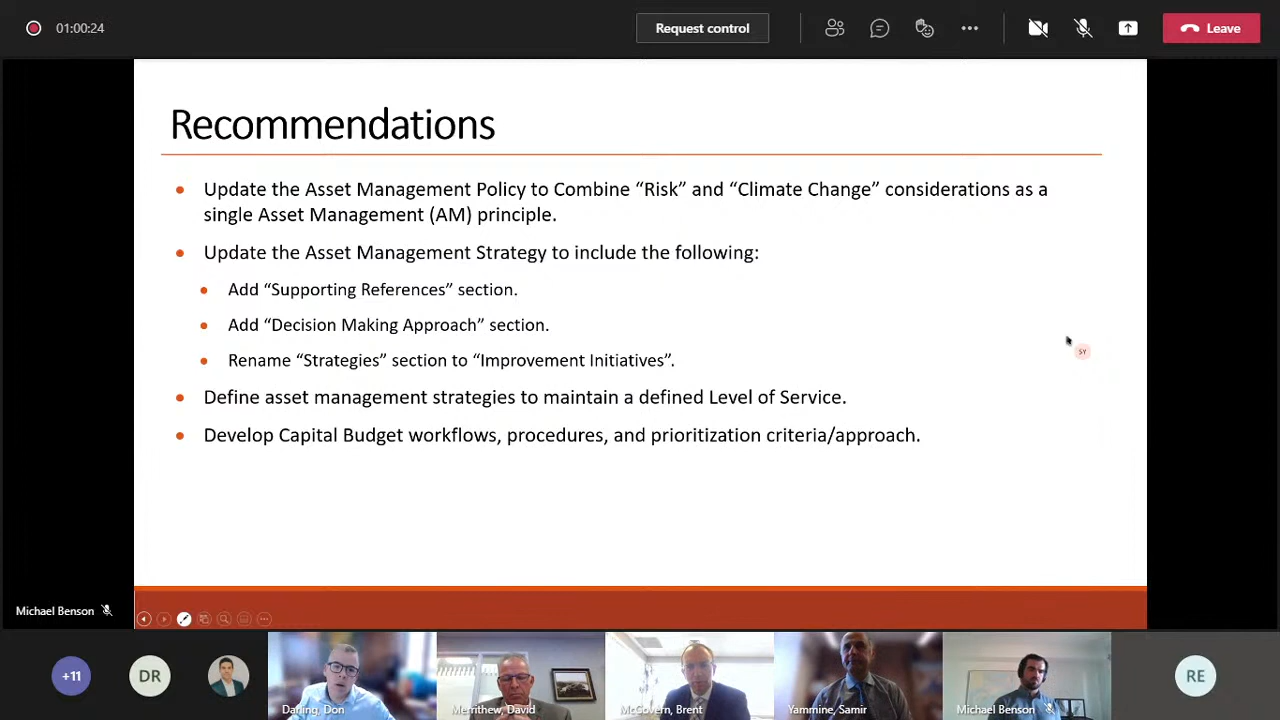 01:00:24
Request control
Leave
Recommendations
Update the Asset Management Policy to Combine “Risk” and “Climate Change” considerations as a
single Asset Management (AM) principle.
Update the Asset Management Strategy to include the following:
Add “Supporting References” section.
Add “Decision Making Approach” section.
Rename “Strategies” section to “Improvement Initiatives”.
SY
Define asset management strategies to maintain a defined Level of Service.
Develop Capital Budget workflows, procedures, and prioritization criteria/approach.
Michael Benson
+11
DR
Darling, Don
Merrithew, David
McGovern, Brent
Yammine, Samir
Michael Benson
RE